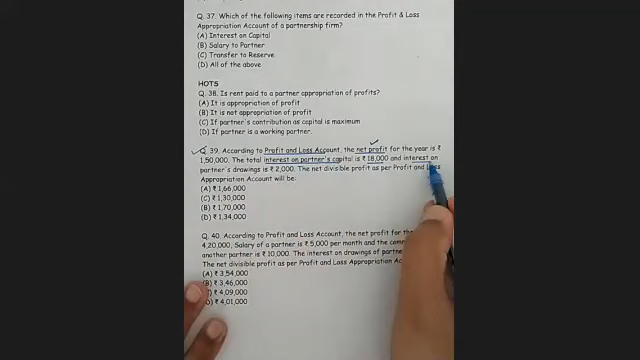 Q. 37. Which of the following items are recorded in the Profit & Loss
Appropriation Account of a partnership firm?
(A) Interest on Capital
(B) Salary to Partner
(C) Transfer to Reserve
(D) All of the above
HOTS
Q. 38. Is rent paid to a partner appropriation of profits?
(A) It is appropriation of profit
(B) It is not appropriation of profit
(C) If partner's contribution as capital is maximum
(D) If partner is a working partner.
Q. 39. According to Profit and Loss Account, the net profit for the year is ₹
1,50,000. The total interest on partner's capital is ₹ 18,000 and interest on
partner's drawings is ₹ 2,000. The net divisible profit as per Profit and Loss
Appropriation Account will be:
(A) ₹ 1,66,000
(B) ₹ 1,30,000
(C) ₹ 1,70,000
(D) ₹ 1,34,000
Q. 40. According to Profit and Loss Account, the net profit for the
4,20,000. Salary of a partner is ₹ 5,000 per month and the
another partner is ₹ 10,000. The interest on drawings of
The net divisible profit as per Profit and Loss Appropriation
(A) ₹ 3,54,000
(B) ₹ 3,46,000
₹ 4,09,000
₹ 4,01,000